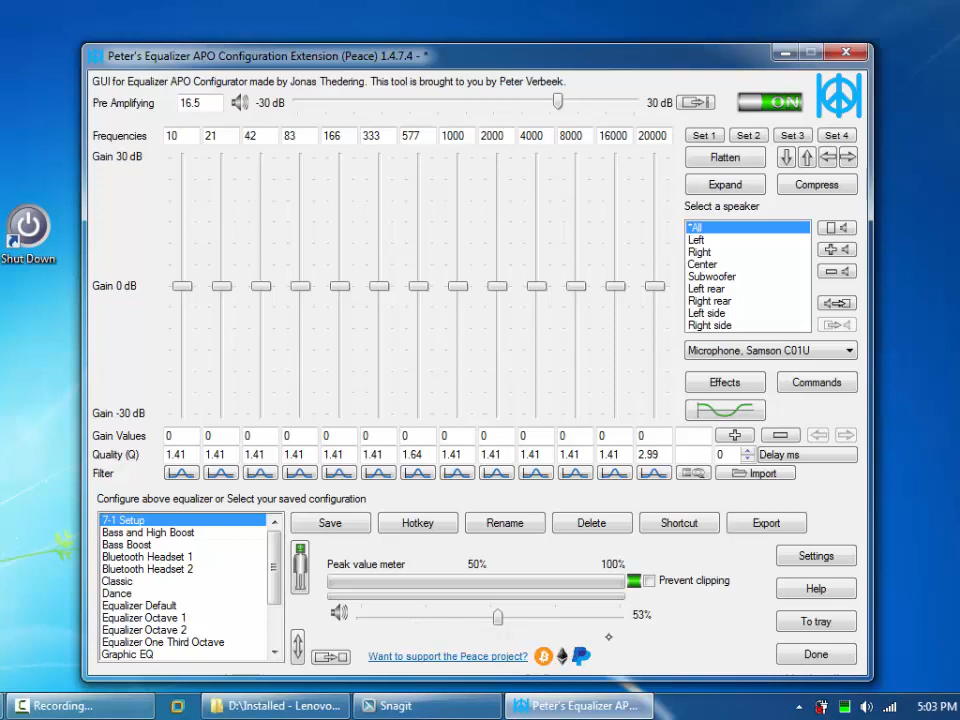 Peter's Equalizer APO Configuration Extension (Peace) 1.4.7.4 - *
GUI for Equalizer APO Configurator made by Jonas Thedering. This tool is brought to you by Peter Verbeek.
Pre Amplifying 16.5 -30 dB 30 dB ON
Frequencies 10 21 42 83 166 333 577 1000 2000 4000 8000 16000 20000 Set 1 Set 2 Set 3 Set 4
Gain 30 dB Flatten
Expand Compress
Select a speaker
*All
Left
Right
Center
Subwoofer
Left rear
Right rear
Left side
Right side
Shut Down
Gain 0 dB
Microphone, Samson C01U
Effects Commands
Gain -30 dB
Gain Values 0 0 0 0 0 0 0 0 0 0 0 0 0
Quality (Q) 1.41 1.41 1.41 1.41 1.41 1.41 1.64 1.41 1.41 1.41 1.41 1.41 2.99 0 Delay ms
Filter Import
Configure above equalizer or Select your saved configuration
7-1 Setup
Bass and High Boost
Bass Boost
Bluetooth Headset 1
Bluetooth Headset 2
Classic
Dance
Equalizer Default
Equalizer Octave 1
Equalizer Octave 2
Equalizer One Third Octave
Graphic EQ
Save Hotkey Rename Delete Shortcut Export
Peak value meter 50% 100%
Prevent clipping
53%
Want to support the Peace project?
Settings
Help
To tray
Done
Recording... D:\Installed - Lenovo... Snagit Peter's Equalizer AP... 5:03 PM